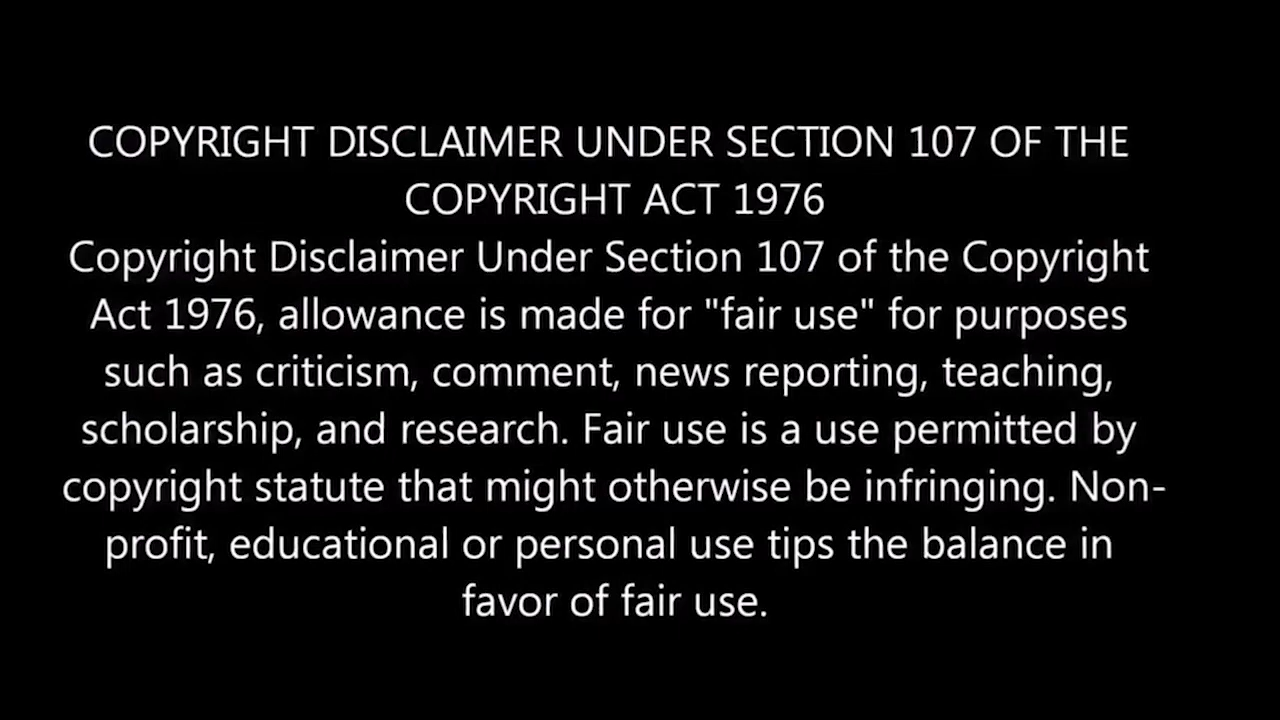 COPYRIGHT DISCLAIMER UNDER SECTION 107 OF THE
COPYRIGHT ACT 1976
Copyright Disclaimer Under Section 107 of the Copyright
Act 1976, allowance is made for "fair use" for purposes
such as criticism, comment, news reporting, teaching,
scholarship, and research. Fair use is a use permitted by
copyright statute that might otherwise be infringing. Non-
profit, educational or personal use tips the balance in
favor of fair use.